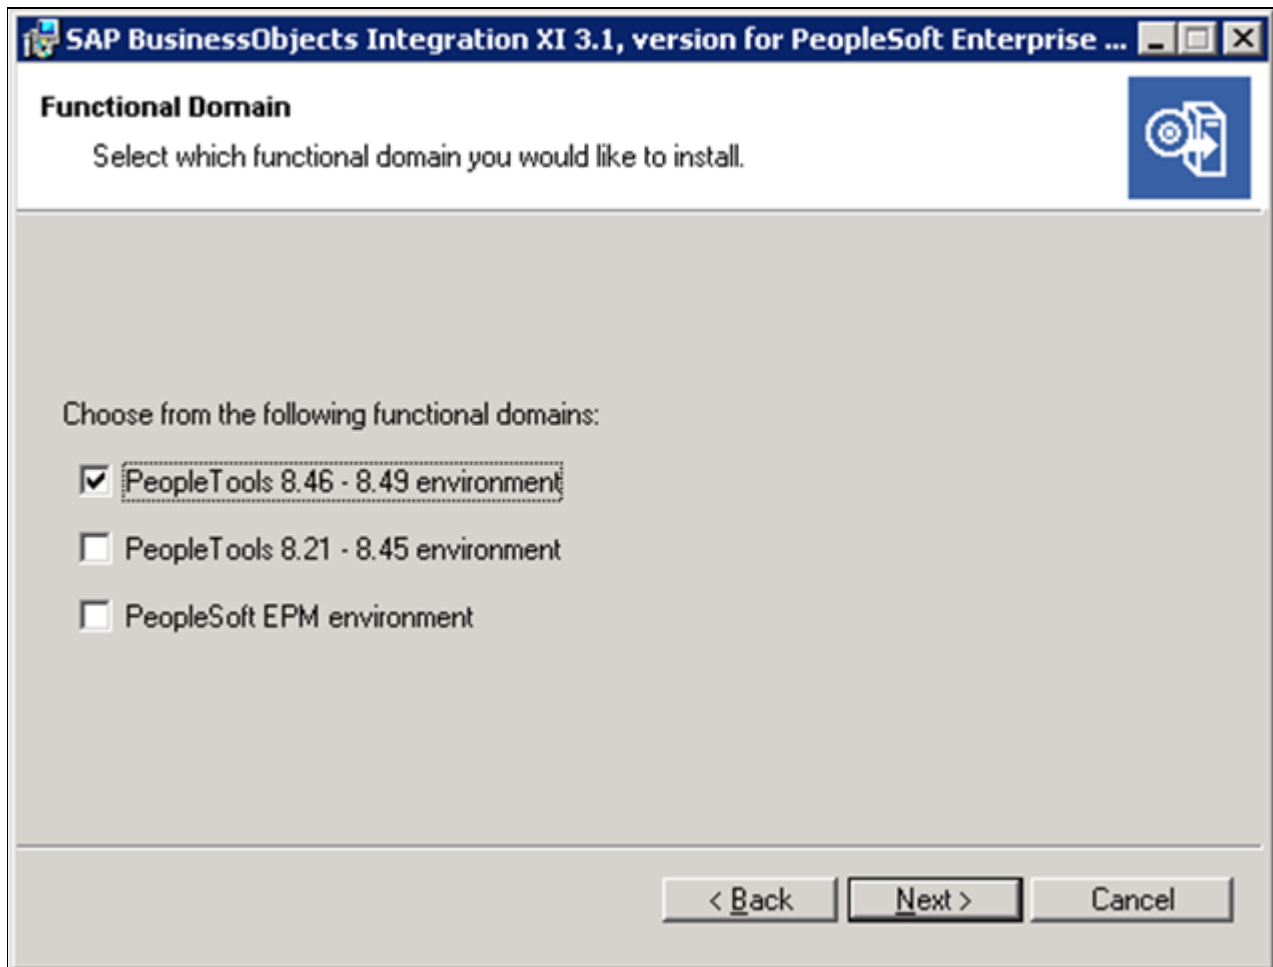 SAP BusinessObjects Integration XI 3.1, version for PeopleSoft Enterprise ...
Functional Domain
Select which functional domain you would like to install.
Choose from the following functional domains:
PeopleTools 8.46 - 8.49 environment
PeopleTools 8.21 - 8.45 environment
PeopleSoft EPM environment
< Back Next > Cancel